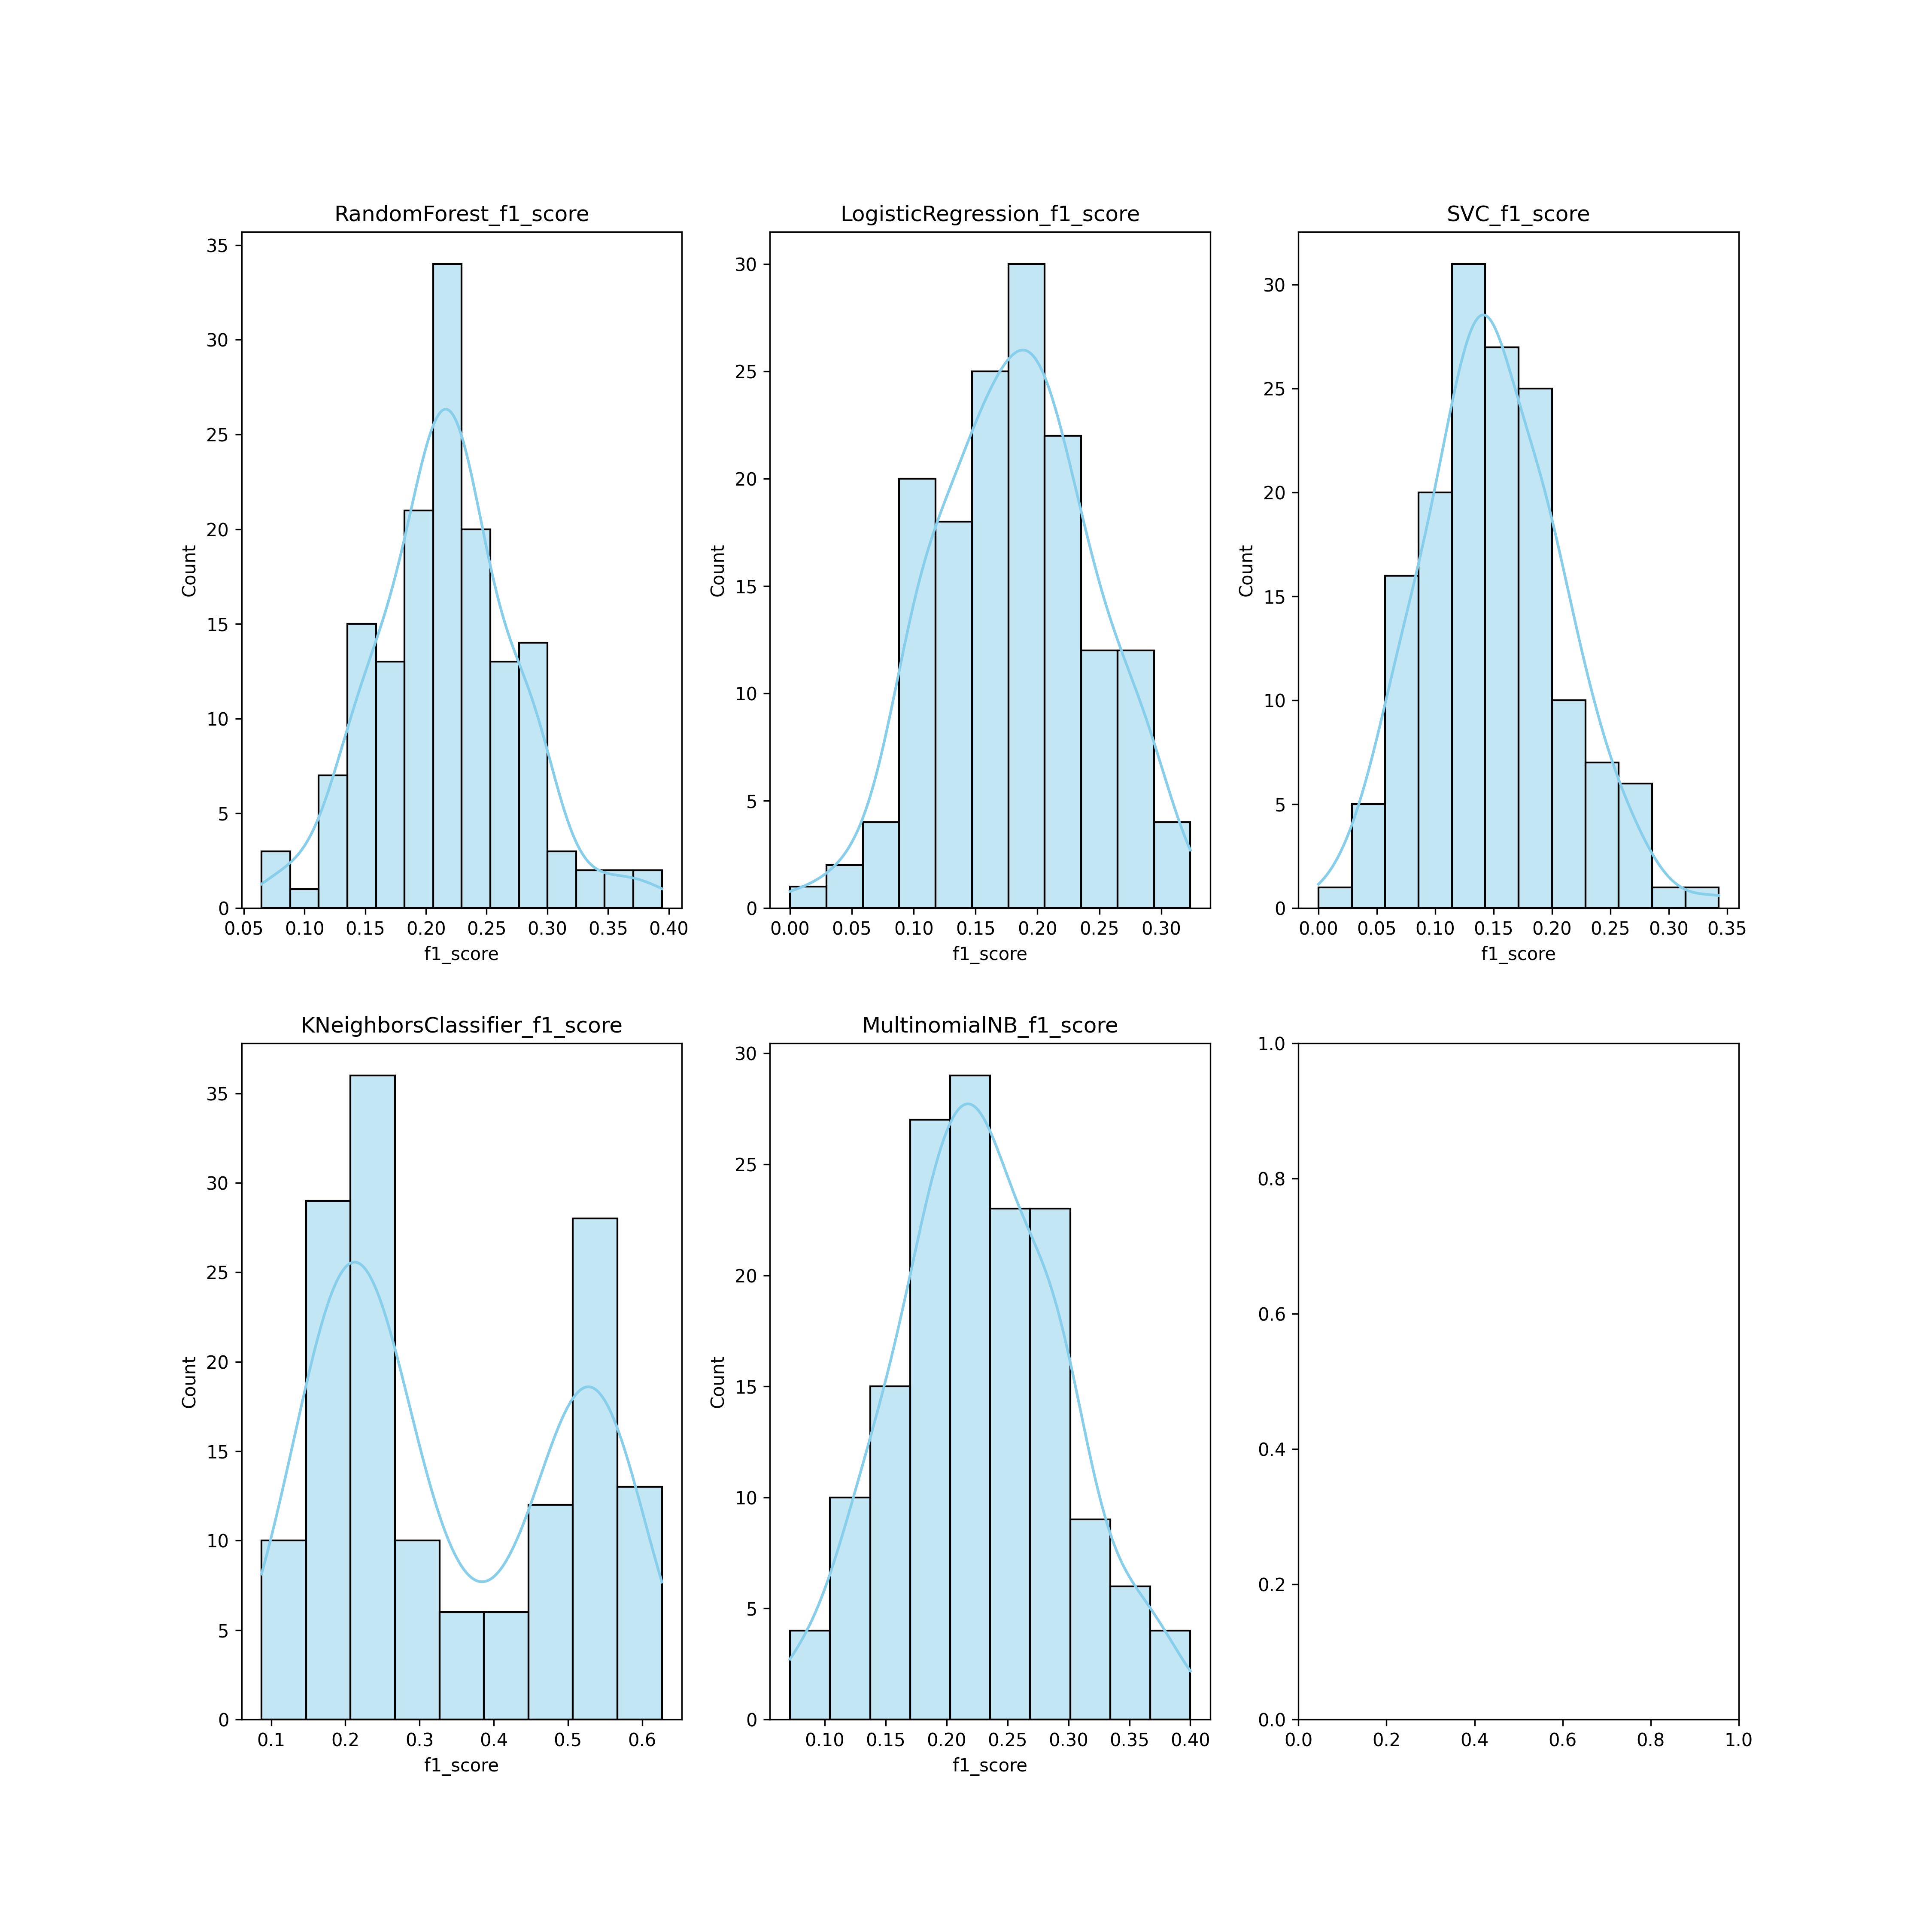 RandomForest_f1_score
35
30
25
20
15
10
5
0
Count
0.05 0.10 0.15 0.20 0.25 0.30 0.35 0.40
f1_score
LogisticRegression_f1_score
30
25
20
15
10
5
0
Count
0.00 0.05 0.10 0.15 0.20 0.25 0.30
f1_score
SVC_f1_score
30
25
20
15
10
5
0
Count
0.00 0.05 0.10 0.15 0.20 0.25 0.30 0.35
f1_score
KNeighborsClassifier_f1_score
35
30
25
20
15
10
5
0
Count
0.1 0.2 0.3 0.4 0.5 0.6
f1_score
MultinomialNB_f1_score
30
25
20
15
10
5
0
Count
0.10 0.15 0.20 0.25 0.30 0.35 0.40
f1_score
1.0
0.8
0.6
0.4
0.2
0.0
0.0 0.2 0.4 0.6 0.8 1.0